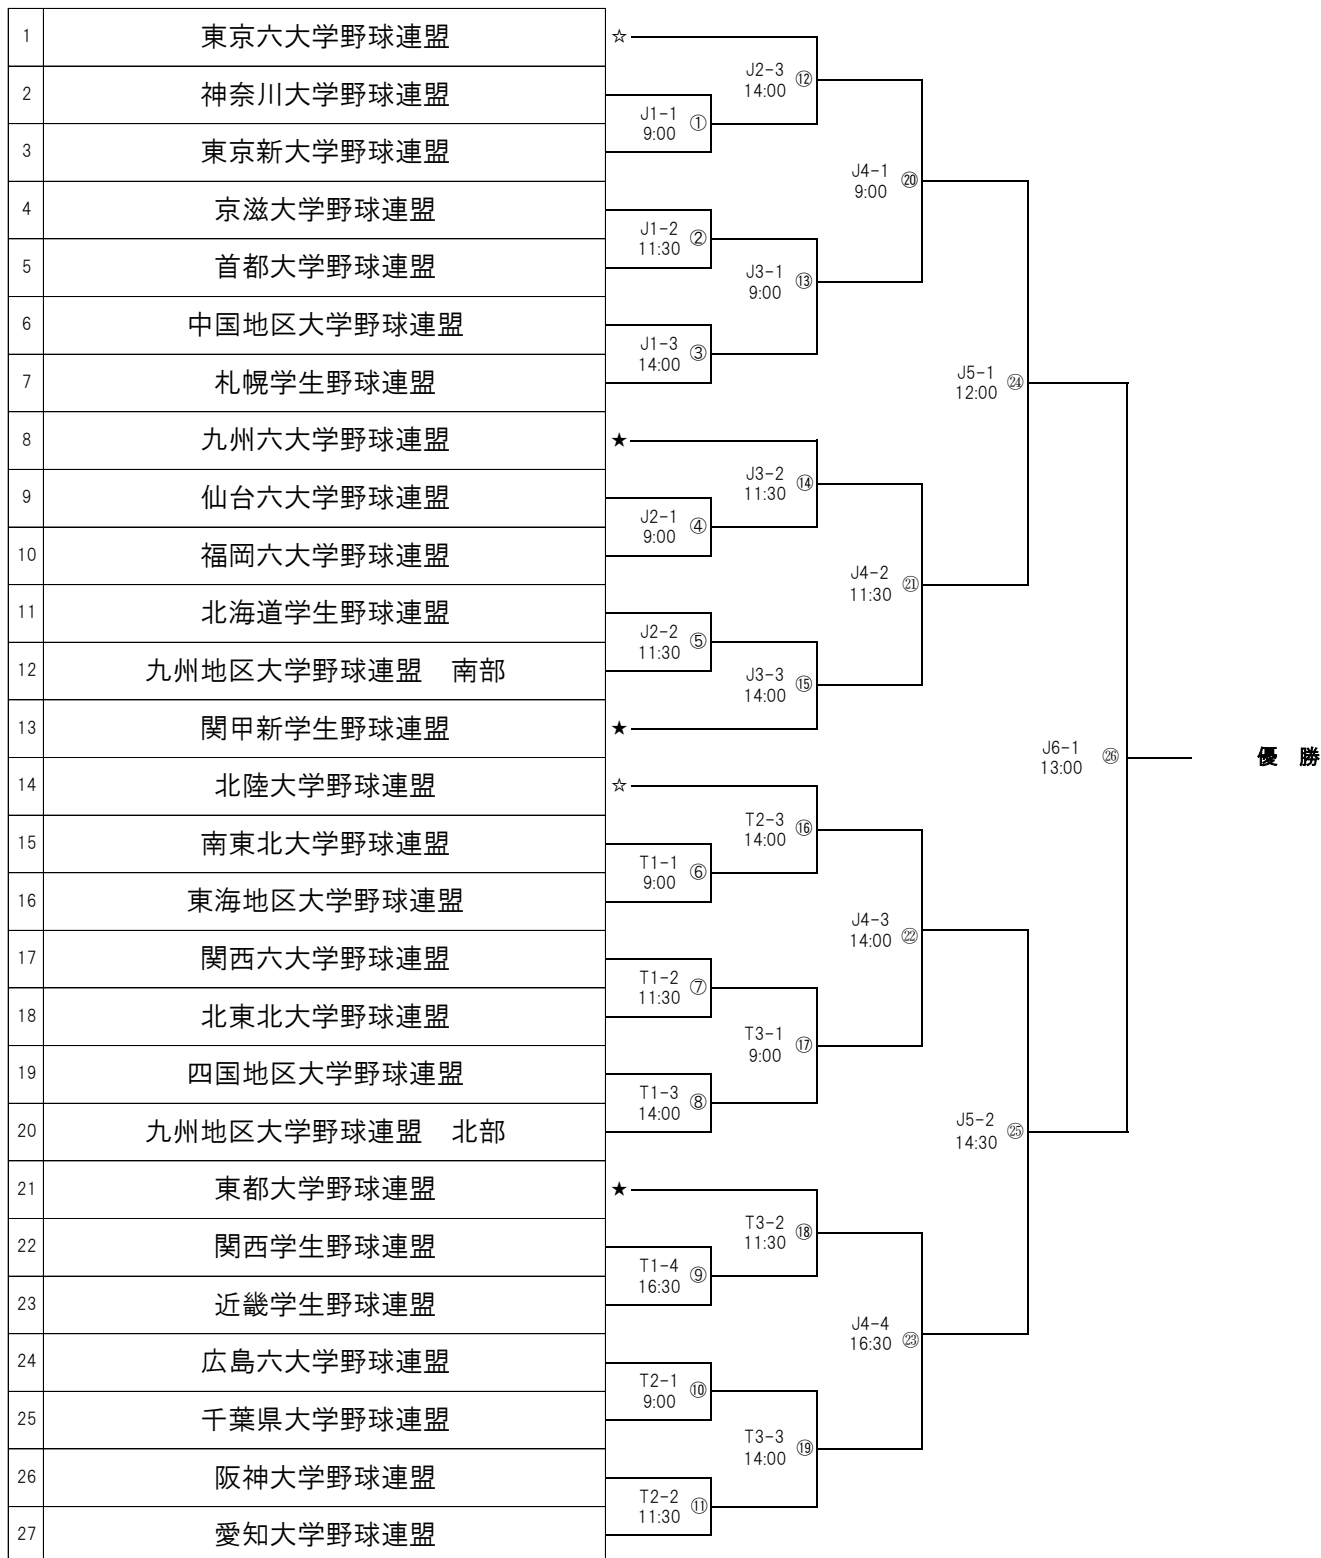 1 東京六大学野球連盟 ☆
2 神奈川大学野球連盟
3 東京新大学野球連盟
4 京滋大学野球連盟
5 首都大学野球連盟
6 中国地区大学野球連盟
7 札幌学生野球連盟
8 九州六大学野球連盟 ★
9 仙台六大学野球連盟
10 福岡六大学野球連盟
11 北海道学生野球連盟
12 九州地区大学野球連盟　南部
13 関甲新学生野球連盟 ★
14 北陸大学野球連盟 ☆
15 南東北大学野球連盟
16 東海地区大学野球連盟
17 関西六大学野球連盟
18 北東北大学野球連盟
19 四国地区大学野球連盟
20 九州地区大学野球連盟　北部
21 東都大学野球連盟 ★
22 関西学生野球連盟
23 近畿学生野球連盟
24 広島六大学野球連盟
25 千葉県大学野球連盟
26 阪神大学野球連盟
27 愛知大学野球連盟
J1-1 ①
9:00
J1-2 ②
11:30
J1-3 ③
14:00
J2-1 ④
9:00
J2-2 ⑤
11:30
T1-1 ⑥
9:00
T1-2 ⑦
11:30
T1-3 ⑧
14:00
T1-4 ⑨
16:30
T2-1 ⑩
9:00
T2-2 ⑪
11:30
J2-3 ⑫
14:00
J3-1 ⑬
9:00
J3-2 ⑭
11:30
J3-3 ⑮
14:00
T2-3 ⑯
14:00
T3-1 ⑰
9:00
T3-2 ⑱
11:30
T3-3 ⑲
14:00
J4-1 ⑳
9:00
J4-2 ㉑
11:30
J4-3 ㉒
14:00
J4-4 ㉓
16:30
J5-1 ㉔
12:00
J5-2 ㉕
14:30
J6-1 ㉖
13:00
優　勝